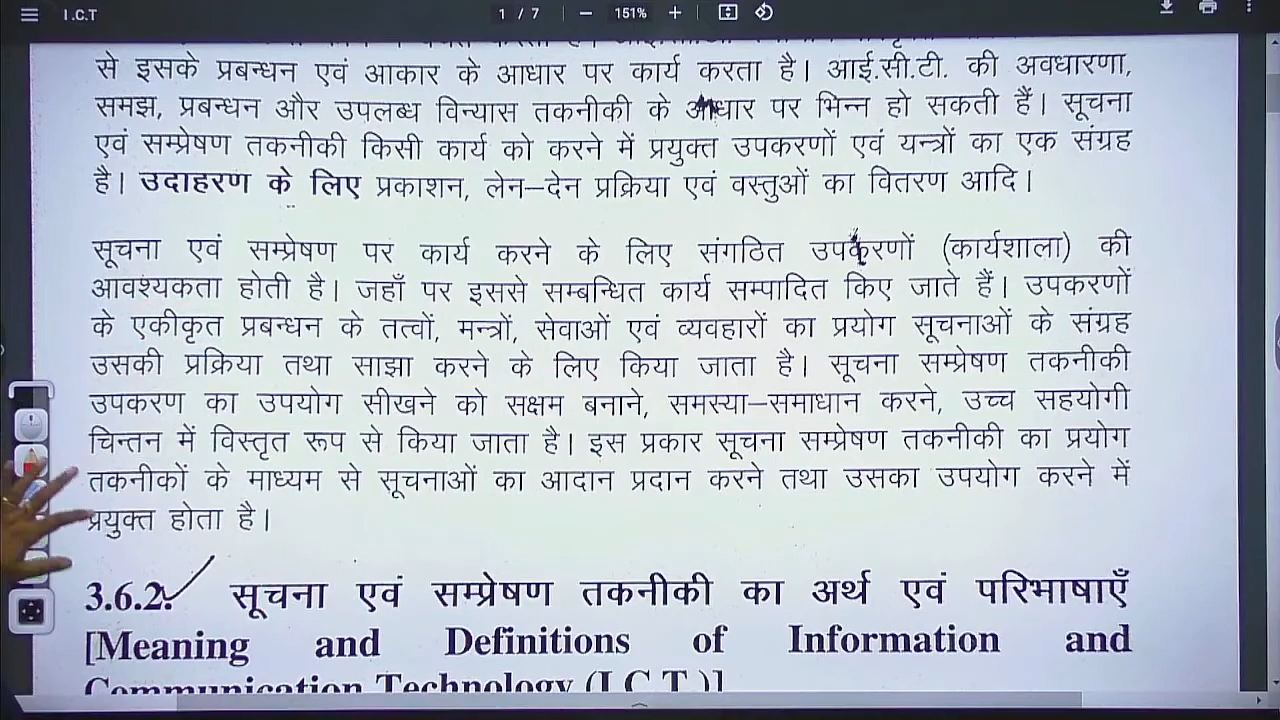 I.C.T
1 / 7
151%
से इसके प्रबन्धन एवं आकार के आधार पर कार्य करता है। आई.सी.टी. की अवधारणा,
समझ, प्रबन्धन और उपलब्ध विन्यास तकनीकी के आधार पर भिन्न हो सकती हैं। सूचना
एवं सम्प्रेषण तकनीकी किसी कार्य को करने में प्रयुक्त उपकरणों एवं यन्त्रों का एक संग्रह
है। उदाहरण के लिए प्रकाशन, लेन–देन प्रक्रिया एवं वस्तुओं का वितरण आदि।
सूचना एवं सम्प्रेषण पर कार्य करने के लिए संगठित उपकरणों (कार्यशाला) की
आवश्यकता होती है। जहाँ पर इससे सम्बन्धित कार्य सम्पादित किए जाते हैं। उपकरणों
के एकीकृत प्रबन्धन के तत्वों, मन्त्रों, सेवाओं एवं व्यवहारों का प्रयोग सूचनाओं के संग्रह
उसकी प्रक्रिया तथा साझा करने के लिए किया जाता है। सूचना सम्प्रेषण तकनीकी
उपकरण का उपयोग सीखने को सक्षम बनाने, समस्या–समाधान करने, उच्च सहयोगी
चिन्तन में विस्तृत रूप से किया जाता है। इस प्रकार सूचना सम्प्रेषण तकनीकी का प्रयोग
तकनीकों के माध्यम से सूचनाओं का आदान प्रदान करने तथा उसका उपयोग करने में
प्रयुक्त होता है।
3.6.2. सूचना एवं सम्प्रेषण तकनीकी का अर्थ एवं परिभाषाएँ
[Meaning and Definitions of Information and
Communication Technology (I.C.T.)]